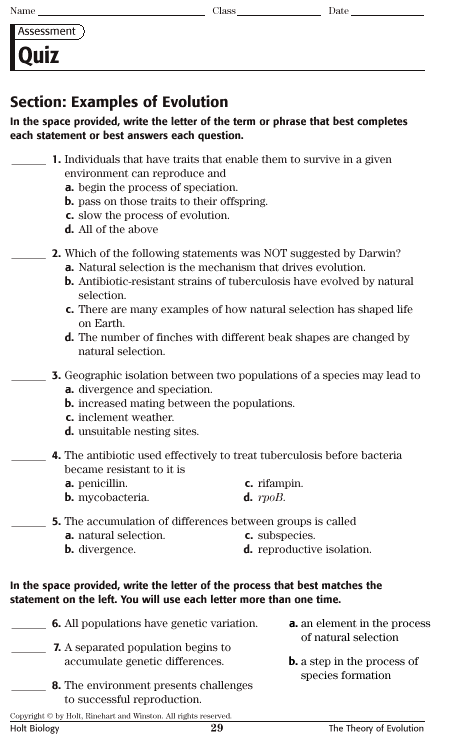 Name ______ Class ______ Date ______
Assessment
Quiz
Section: Examples of Evolution
In the space provided, write the letter of the term or phrase that best completes
each statement or best answers each question.
______ 1. Individuals that have traits that enable them to survive in a given
environment can reproduce and
a. begin the process of speciation.
b. pass on those traits to their offspring.
c. slow the process of evolution.
d. All of the above
______ 2. Which of the following statements was NOT suggested by Darwin?
a. Natural selection is the mechanism that drives evolution.
b. Antibiotic-resistant strains of tuberculosis have evolved by natural
selection.
c. There are many examples of how natural selection has shaped life
on Earth.
d. The number of finches with different beak shapes are changed by
natural selection.
______ 3. Geographic isolation between two populations of a species may lead to
a. divergence and speciation.
b. increased mating between the populations.
c. inclement weather.
d. unsuitable nesting sites.
______ 4. The antibiotic used effectively to treat tuberculosis before bacteria
became resistant to it is
a. penicillin. c. rifampin.
b. mycobacteria. d. rpoB.
______ 5. The accumulation of differences between groups is called
a. natural selection. c. subspecies.
b. divergence. d. reproductive isolation.
In the space provided, write the letter of the process that best matches the
statement on the left. You will use each letter more than one time.
______ 6. All populations have genetic variation.
______ 7. A separated population begins to
accumulate genetic differences.
______ 8. The environment presents challenges
to successful reproduction.
a. an element in the process
of natural selection
b. a step in the process of
species formation
Copyright © by Holt, Rinehart and Winston. All rights reserved.
Holt Biology 29 The Theory of Evolution